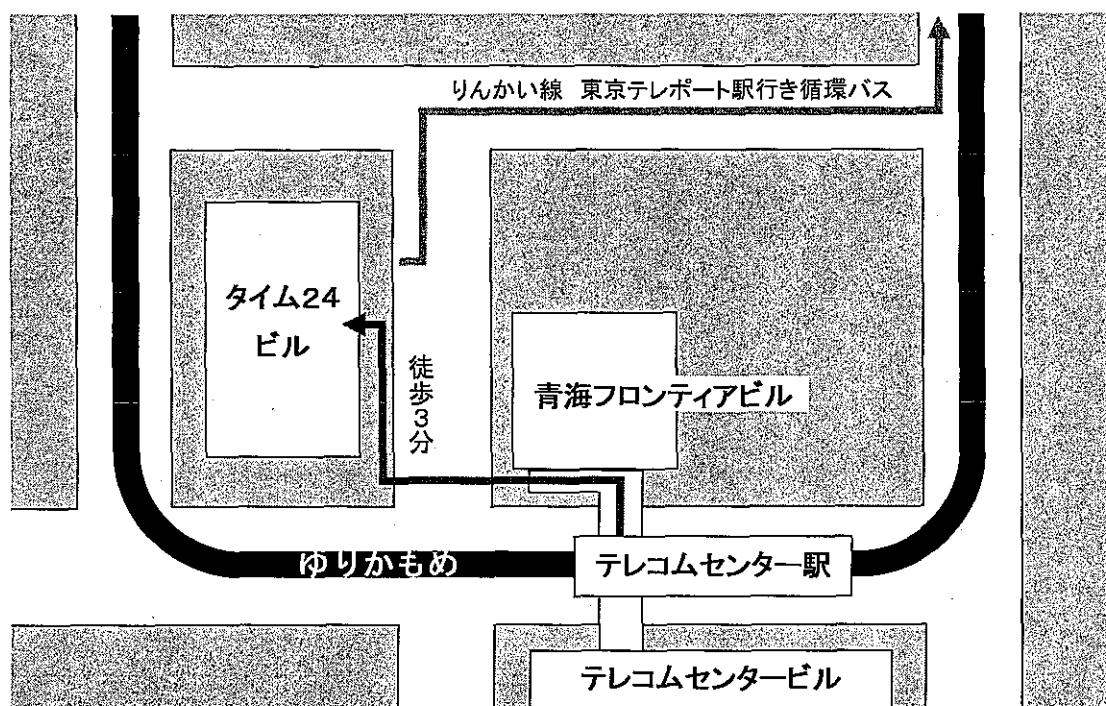 りんかい線 東京テレポート駅行き循環バス
タイム24
ビル
徒歩3分
青海フロンティアビル
ゆりかもめ
テレコムセンター駅
テレコムセンタービル